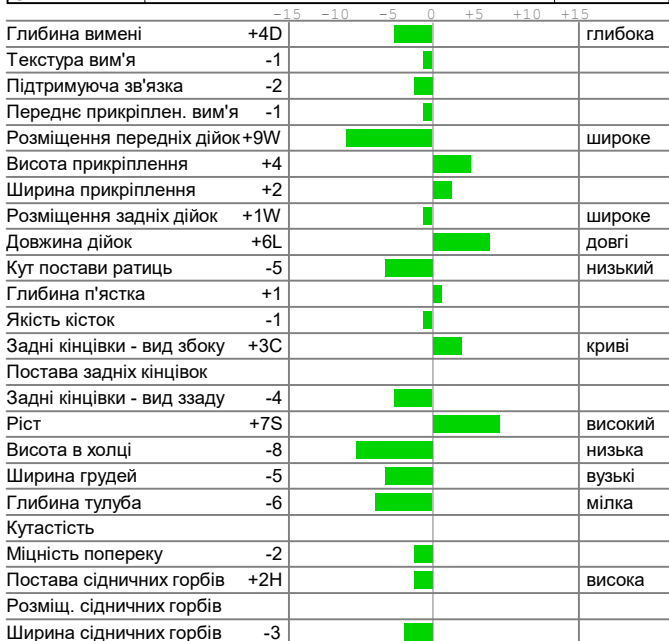 -15 -10 -5 0 +5 +10 +15
Глибина вимені +4D глибока
Текстура вим'я -1
Підтримуюча зв'язка -2
Переднє прикріплен. вим'я -1
Розміщення передніх дійок +9W широке
Висота прикріплення +4
Ширина прикріплення +2
Розміщення задніх дійок +1W широке
Довжина дійок +6L довгі
Кут постави ратиць -5 низький
Глибина п'ястка +1
Якість кісток -1
Задні кінцівки - вид збоку +3C криві
Постава задніх кінцівок
Задні кінцівки - вид ззаду -4
Ріст +7S високий
Висота в холці -8 низька
Ширина грудей -5 вузькі
Глибина тулуба -6 мілка
Кутастість
Міцність попереку -2
Постава сідничних горбів +2H висока
Розміщ. сідничних горбів
Ширина сідничних горбів -3